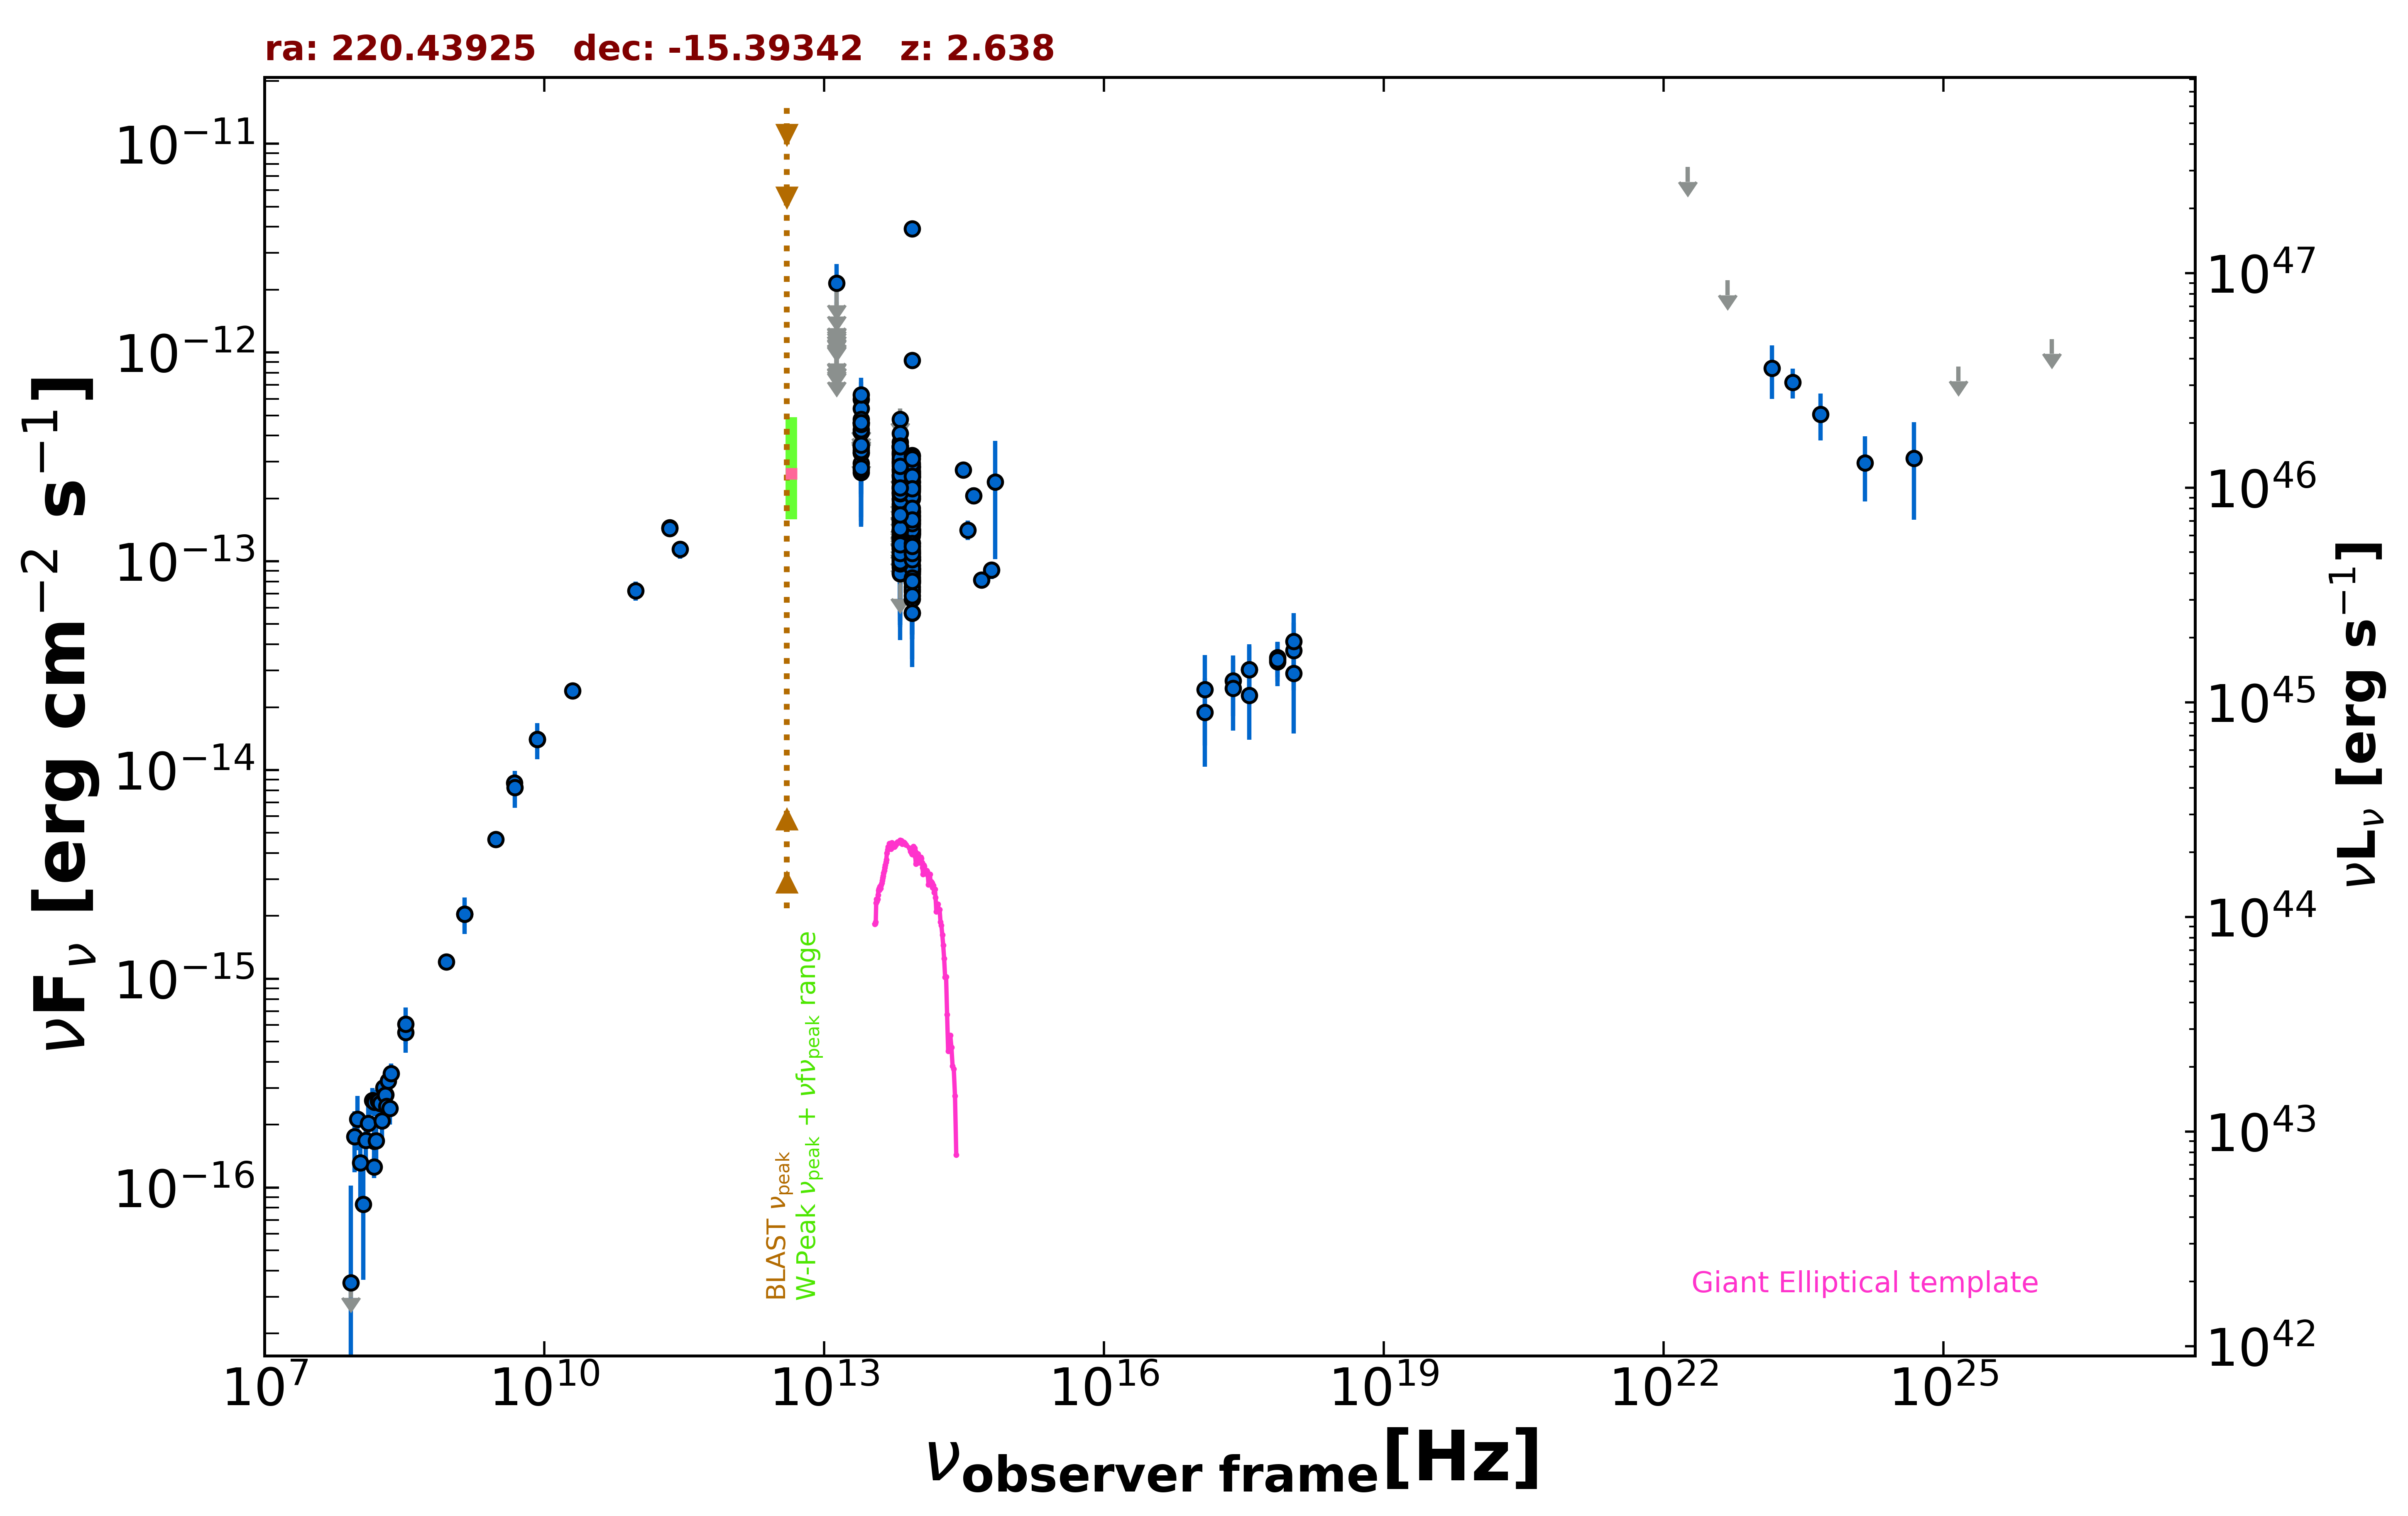 ra: 220.43925 dec: -15.39342 z: 2.638
νFν [erg cm⁻² s⁻¹]
10⁻¹¹
10⁻¹²
10⁻¹³
10⁻¹⁴
10⁻¹⁵
10⁻¹⁶
BLAST νpeak
W-Peak νpeak + νfνpeak range
Giant Elliptical template
10⁴⁷
10⁴⁶
10⁴⁵
10⁴⁴
10⁴³
10⁴²
νLν [erg s⁻¹]
10⁷ 10¹⁰ 10¹³ 10¹⁶ 10¹⁹ 10²² 10²⁵
νobserver frame[Hz]